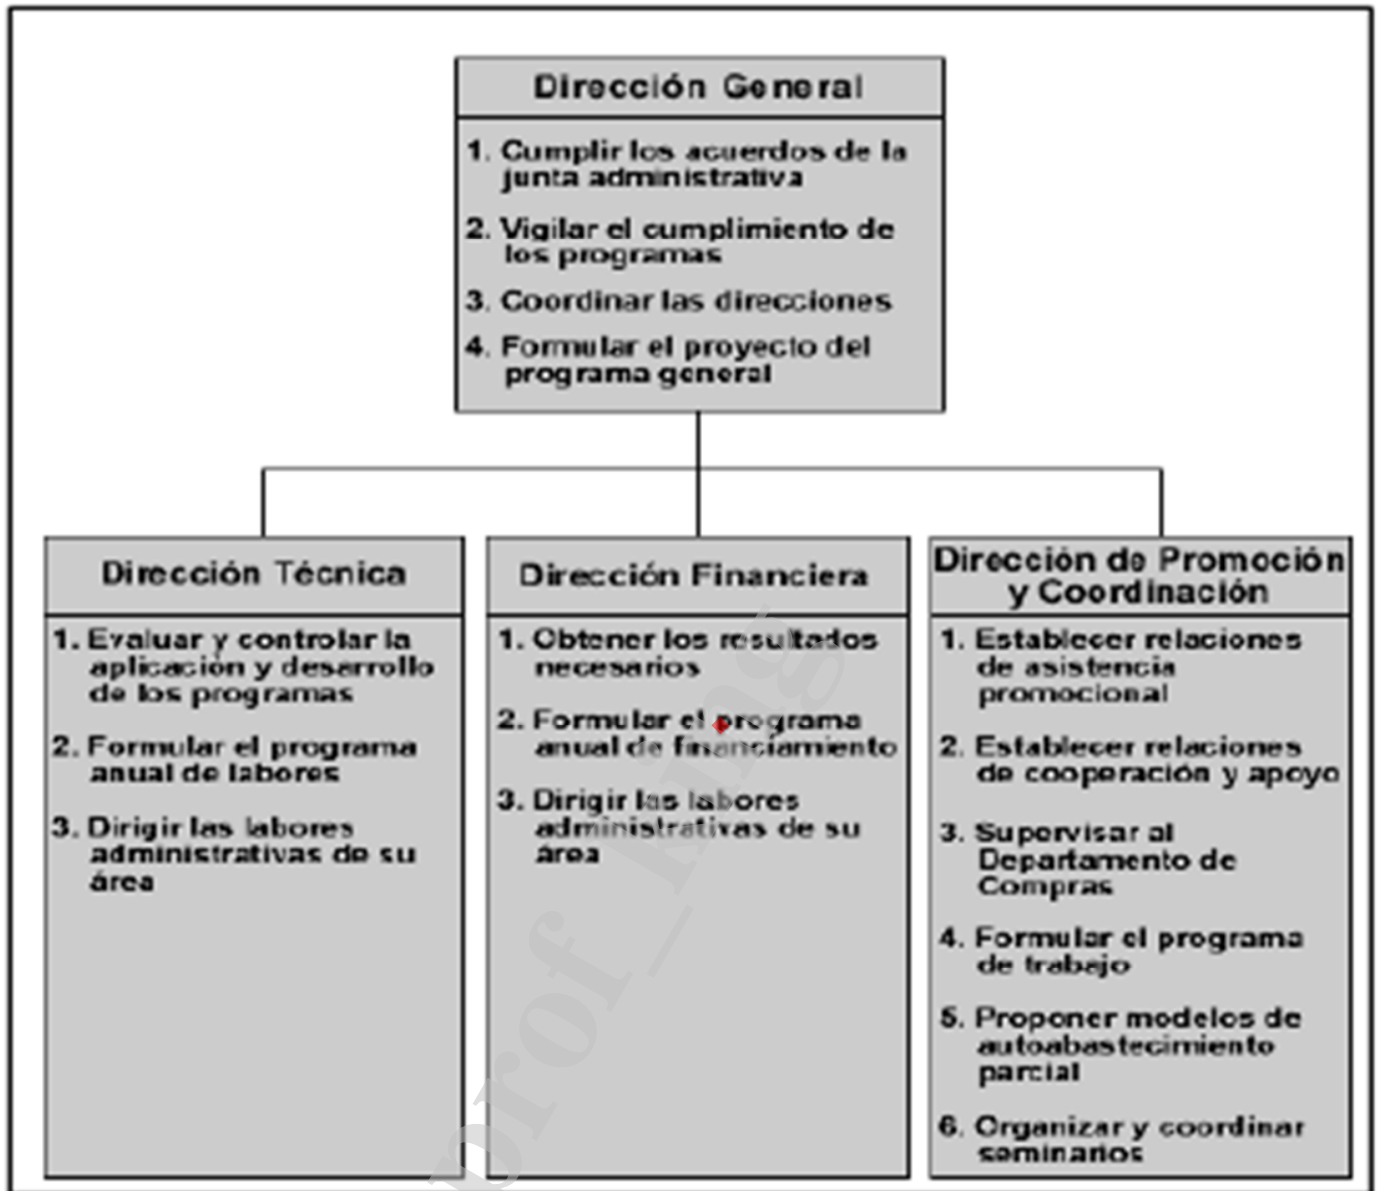 Dirección General
1. Cumplir los acuerdos de la
junta administrativa
2. Vigilar el cumplimiento de
los programas
3. Coordinar las direcciones
4. Formular el proyecto del
programa general
Dirección Técnica
1. Evaluar y controlar la
aplicación y desarrollo
de los programas
2. Formular el programa
anual de labores
3. Dirigir las labores
administrativas de su
área
Dirección Financiera
1. Obtener los resultados
necesarios
2. Formular el programa
anual de financiamiento
3. Dirigir las labores
administrativas de su
área
Dirección de Promoción
y Coordinación
1. Establecer relaciones
de asistencia
promocional
2. Establecer relaciones
de cooperación y apoyo
3. Supervisar al
Departamento de
Compras
4. Formular el programa
de trabajo
5. Proponer modelos de
autoabastecimiento
parcial
6. Organizar y coordinar
seminarios
prof_king